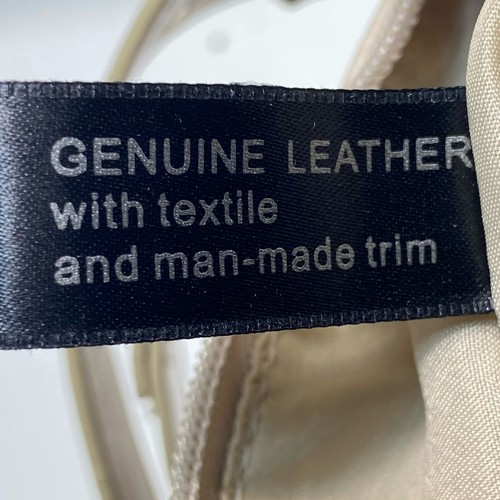 GENUINE LEATHER
with textile
and man-made trim